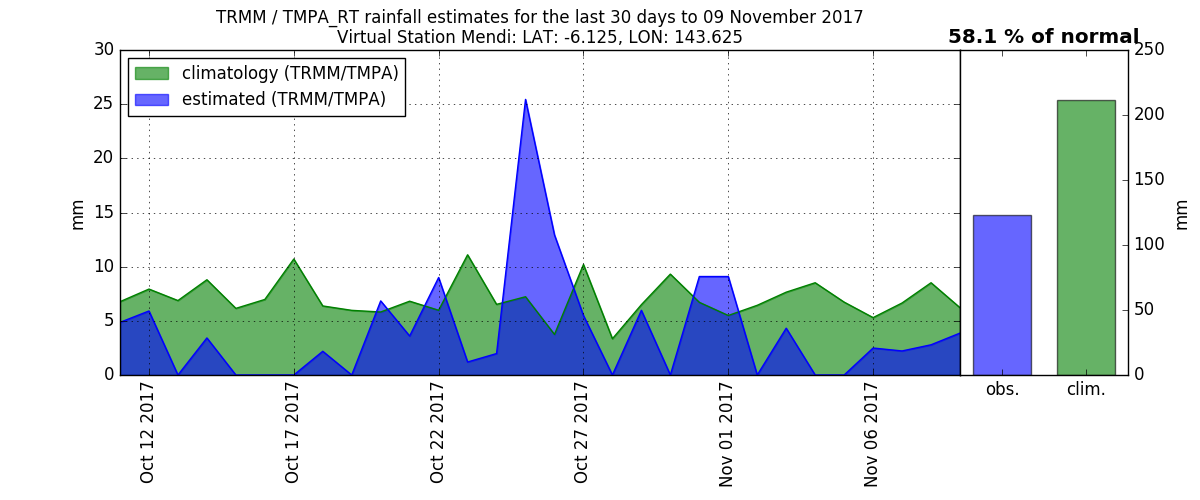 TRMM / TMPA_RT rainfall estimates for the last 30 days to 09 November 2017
Virtual Station Mendi: LAT: -6.125, LON: 143.625
58.1 % of normal
climatology (TRMM/TMPA)
estimated (TRMM/TMPA)
30
25
20
15
10
5
0
mm
Oct 12 2017
Oct 17 2017
Oct 22 2017
Oct 27 2017
Nov 01 2017
Nov 06 2017
250
200
150
100
50
0
mm
obs.
clim.